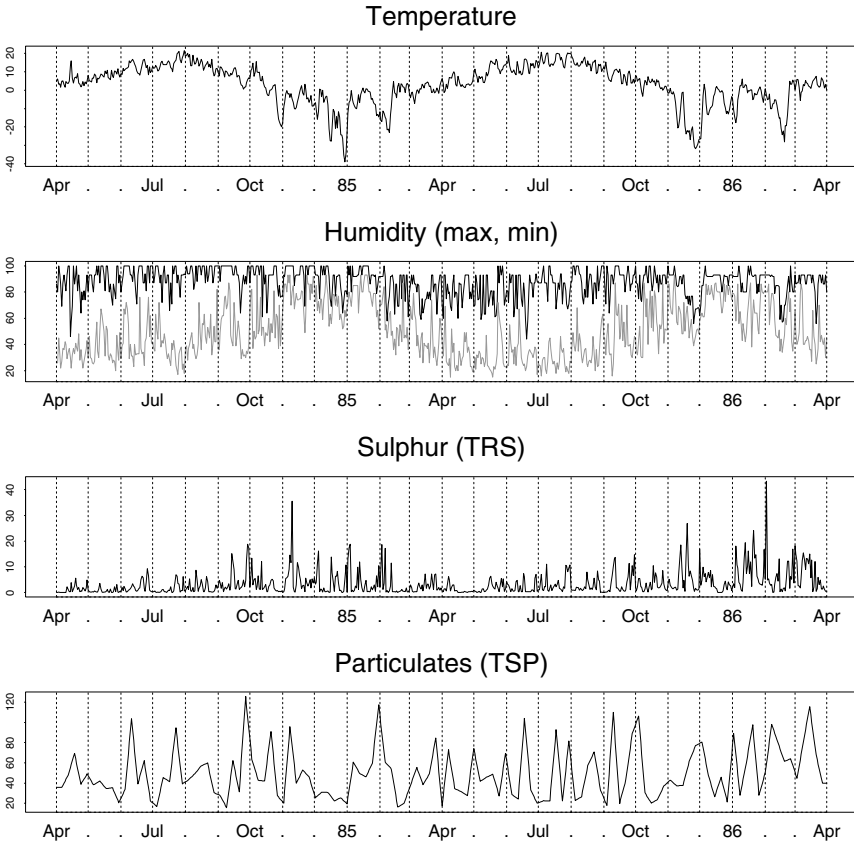 Temperature
20
10
0
-20
-40
Apr . . Jul . . Oct . . 85 . . Apr . . Jul . . Oct . . 86 . . Apr
Humidity (max, min)
100
80
60
40
20
Apr . . Jul . . Oct . . 85 . . Apr . . Jul . . Oct . . 86 . . Apr
Sulphur (TRS)
40
30
20
10
0
Apr . . Jul . . Oct . . 85 . . Apr . . Jul . . Oct . . 86 . . Apr
Particulates (TSP)
120
80
60
40
20
Apr . . Jul . . Oct . . 85 . . Apr . . Jul . . Oct . . 86 . . Apr